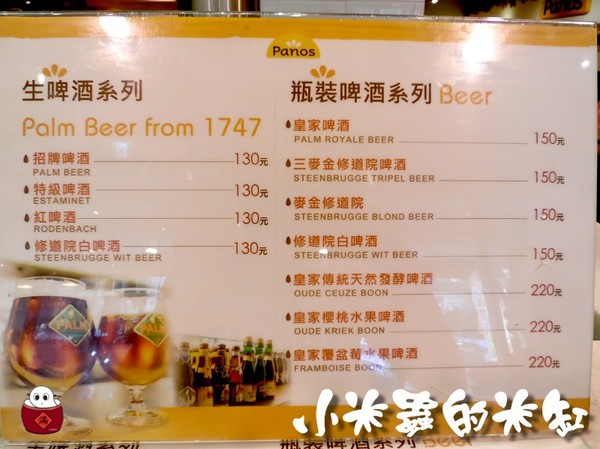 Panos
Panos
生啤酒系列
Palm Beer from 1747
招牌啤酒 130元
PALM BEER
特級啤酒 130元
ESTAMINET
紅啤酒 130元
RODENBACH
修道院白啤酒 130元
STEENBRUGGE WIT BEER
瓶裝啤酒系列 Beer
皇家啤酒 150元
PALM ROYALE BEER
三麥金修道院啤酒 150元
STEENBRUGGE TRIPEL BEER
麥金修道院 150元
STEENBRUGGE BLOND BEER
修道院白啤酒 150元
STEENBRUGGE WIT BEER
皇家傳統天然發酵啤酒 220元
OUDE CEUZE BOON
皇家櫻桃水果啤酒 220元
OUDE KRIEK BOON
皇家覆盆莓水果啤酒 220元
FRAMBOISE BOON
PALM
PALM
小米蟲的米缸
瓶裝啤酒系列 Beer